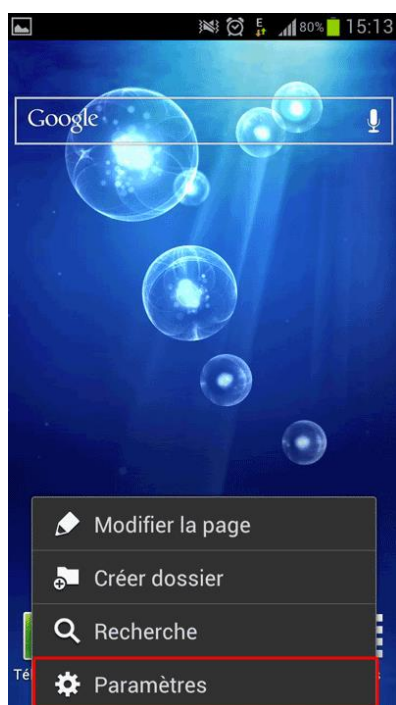 E 80% 15:13
Google
Modifier la page
Créer dossier
Recherche
Paramètres